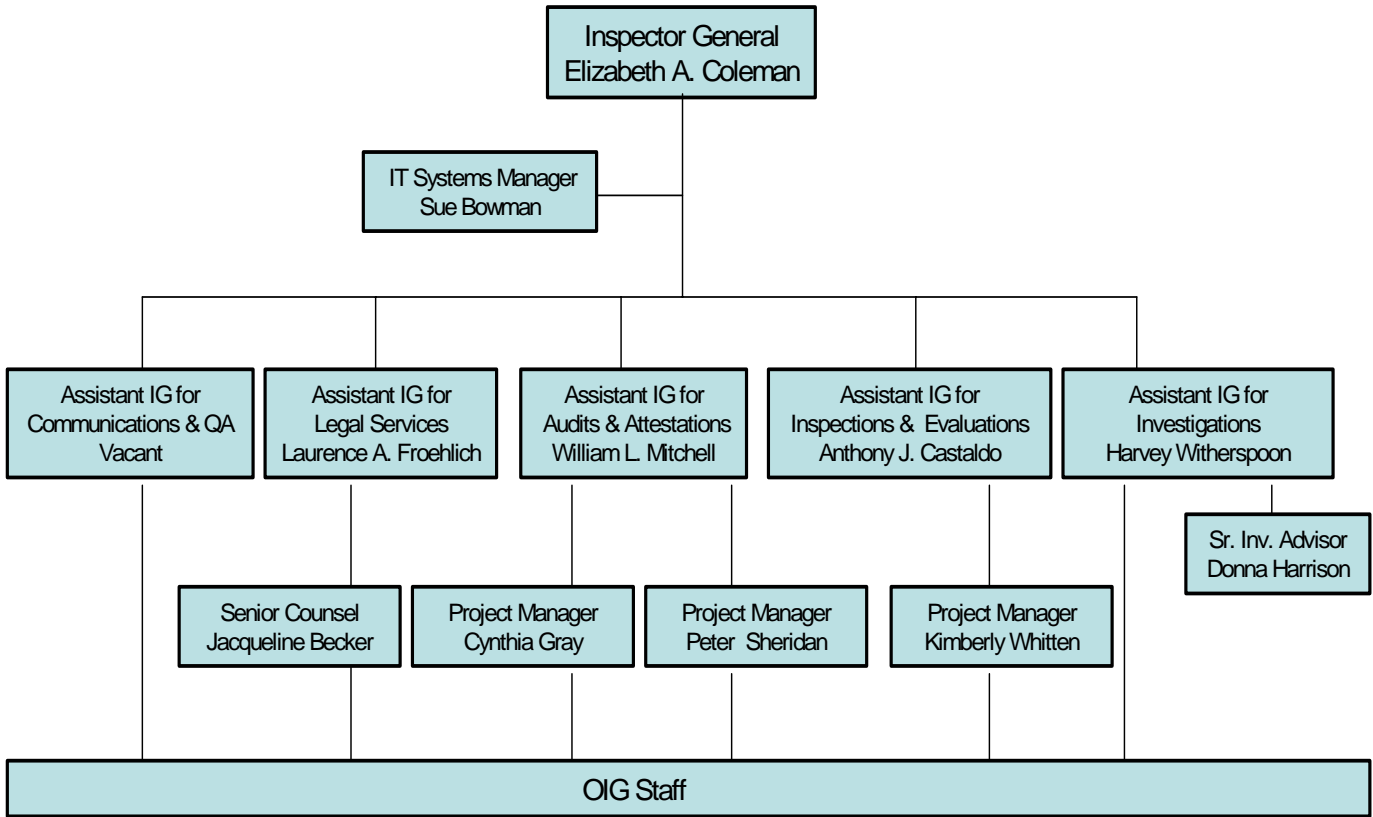 Inspector General
Elizabeth A. Coleman
IT Systems Manager
Sue Bowman
Assistant IG for
Communications & QA
Vacant
Assistant IG for
Legal Services
Laurence A. Froehlich
Assistant IG for
Audits & Attestations
William L. Mitchell
Assistant IG for
Inspections & Evaluations
Anthony J. Castaldo
Assistant IG for
Investigations
Harvey Witherspoon
Sr. Inv. Advisor
Donna Harrison
Senior Counsel
Jacqueline Becker
Project Manager
Cynthia Gray
Project Manager
Peter Sheridan
Project Manager
Kimberly Whitten
OIG Staff